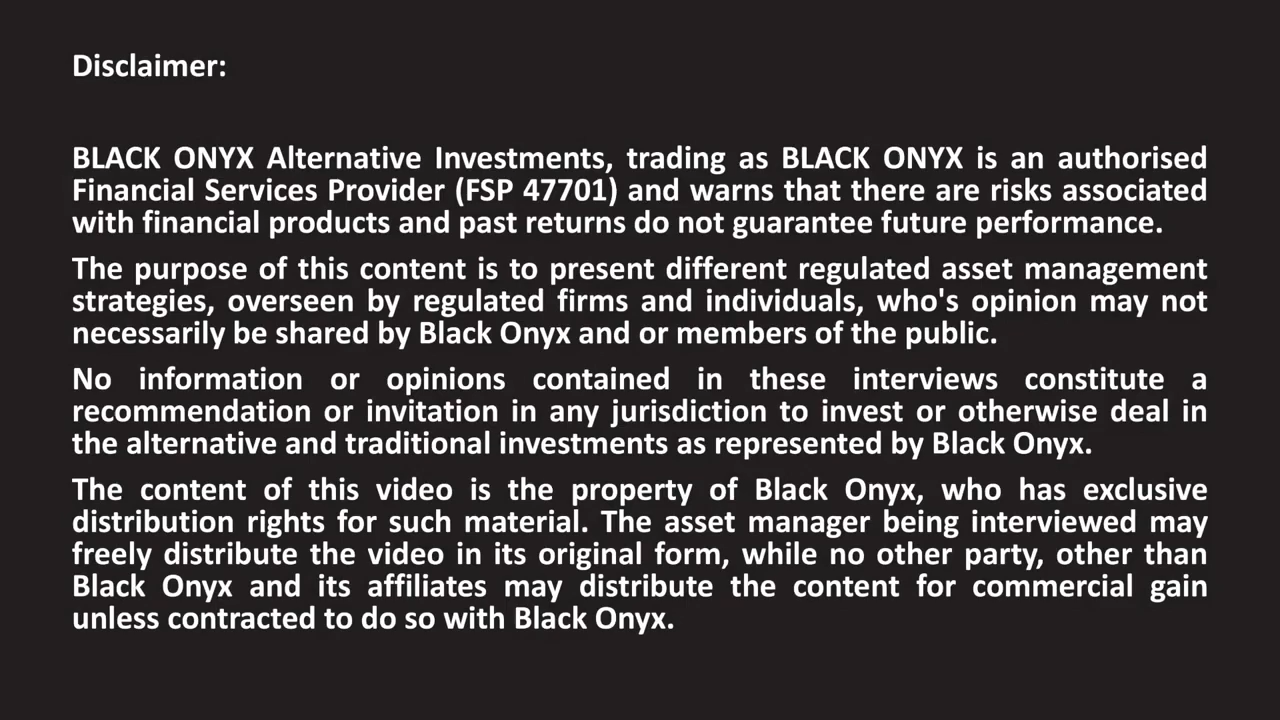 Disclaimer:
BLACK ONYX Alternative Investments, trading as BLACK ONYX is an authorised
Financial Services Provider (FSP 47701) and warns that there are risks associated
with financial products and past returns do not guarantee future performance.
The purpose of this content is to present different regulated asset management
strategies, overseen by regulated firms and individuals, who's opinion may not
necessarily be shared by Black Onyx and or members of the public.
No information or opinions contained in these interviews constitute a
recommendation or invitation in any jurisdiction to invest or otherwise deal in
the alternative and traditional investments as represented by Black Onyx.
The content of this video is the property of Black Onyx, who has exclusive
distribution rights for such material. The asset manager being interviewed may
freely distribute the video in its original form, while no other party, other than
Black Onyx and its affiliates may distribute the content for commercial gain
unless contracted to do so with Black Onyx.